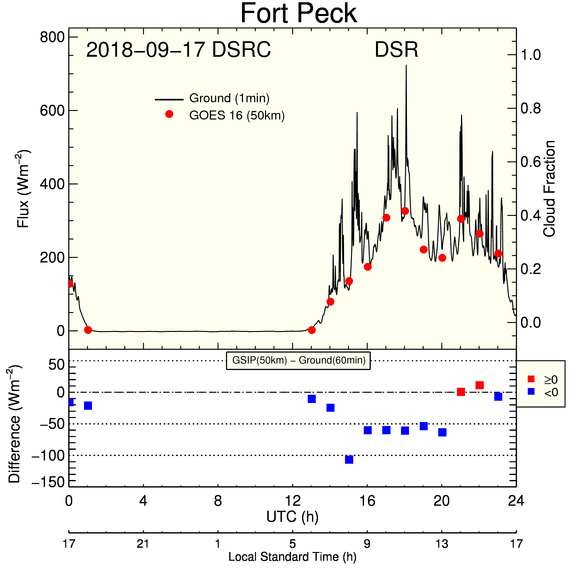 Fort Peck
2018−09−17 DSRC DSR
Ground (1min)
GOES 16 (50km)
Flux (Wm−2)
800
600
400
200
0
Cloud Fraction
1.0
0.8
0.6
0.4
0.2
0.0
GSIP(50km) − Ground(60min)
Difference (Wm−2)
50
0
−50
−100
−150
≥0
<0
0 4 8 12 16 20 24
UTC (h)
17 21 1 5 9 13 17
Local Standard Time (h)